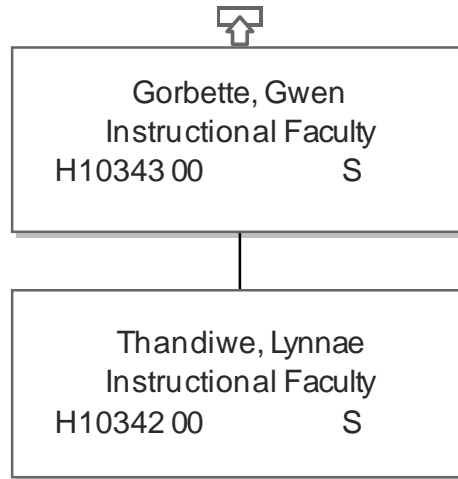 Gorbette, Gwen
Instructional Faculty
H10343 00 S
Thandiwe, Lynnae
Instructional Faculty
H10342 00 S